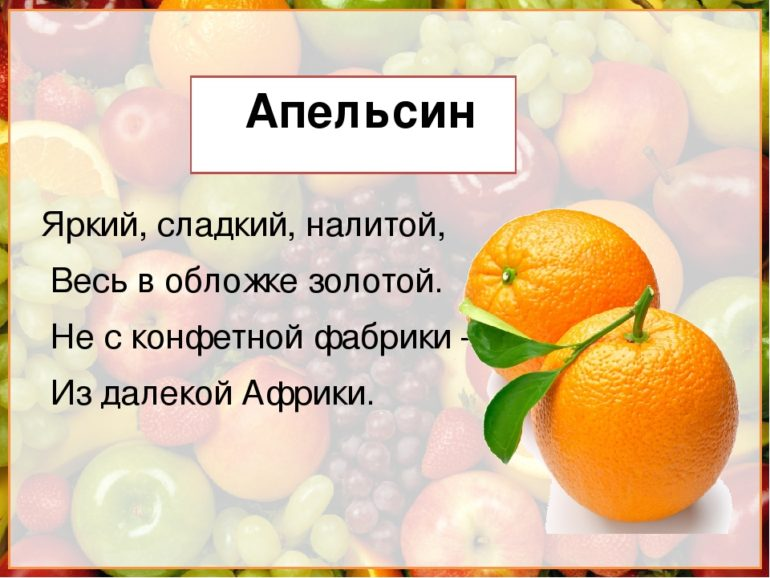 Апельсин
Яркий, сладкий, налитой,
Весь в обложке золотой.
Не с конфетной фабрики -
Из далекой Африки.